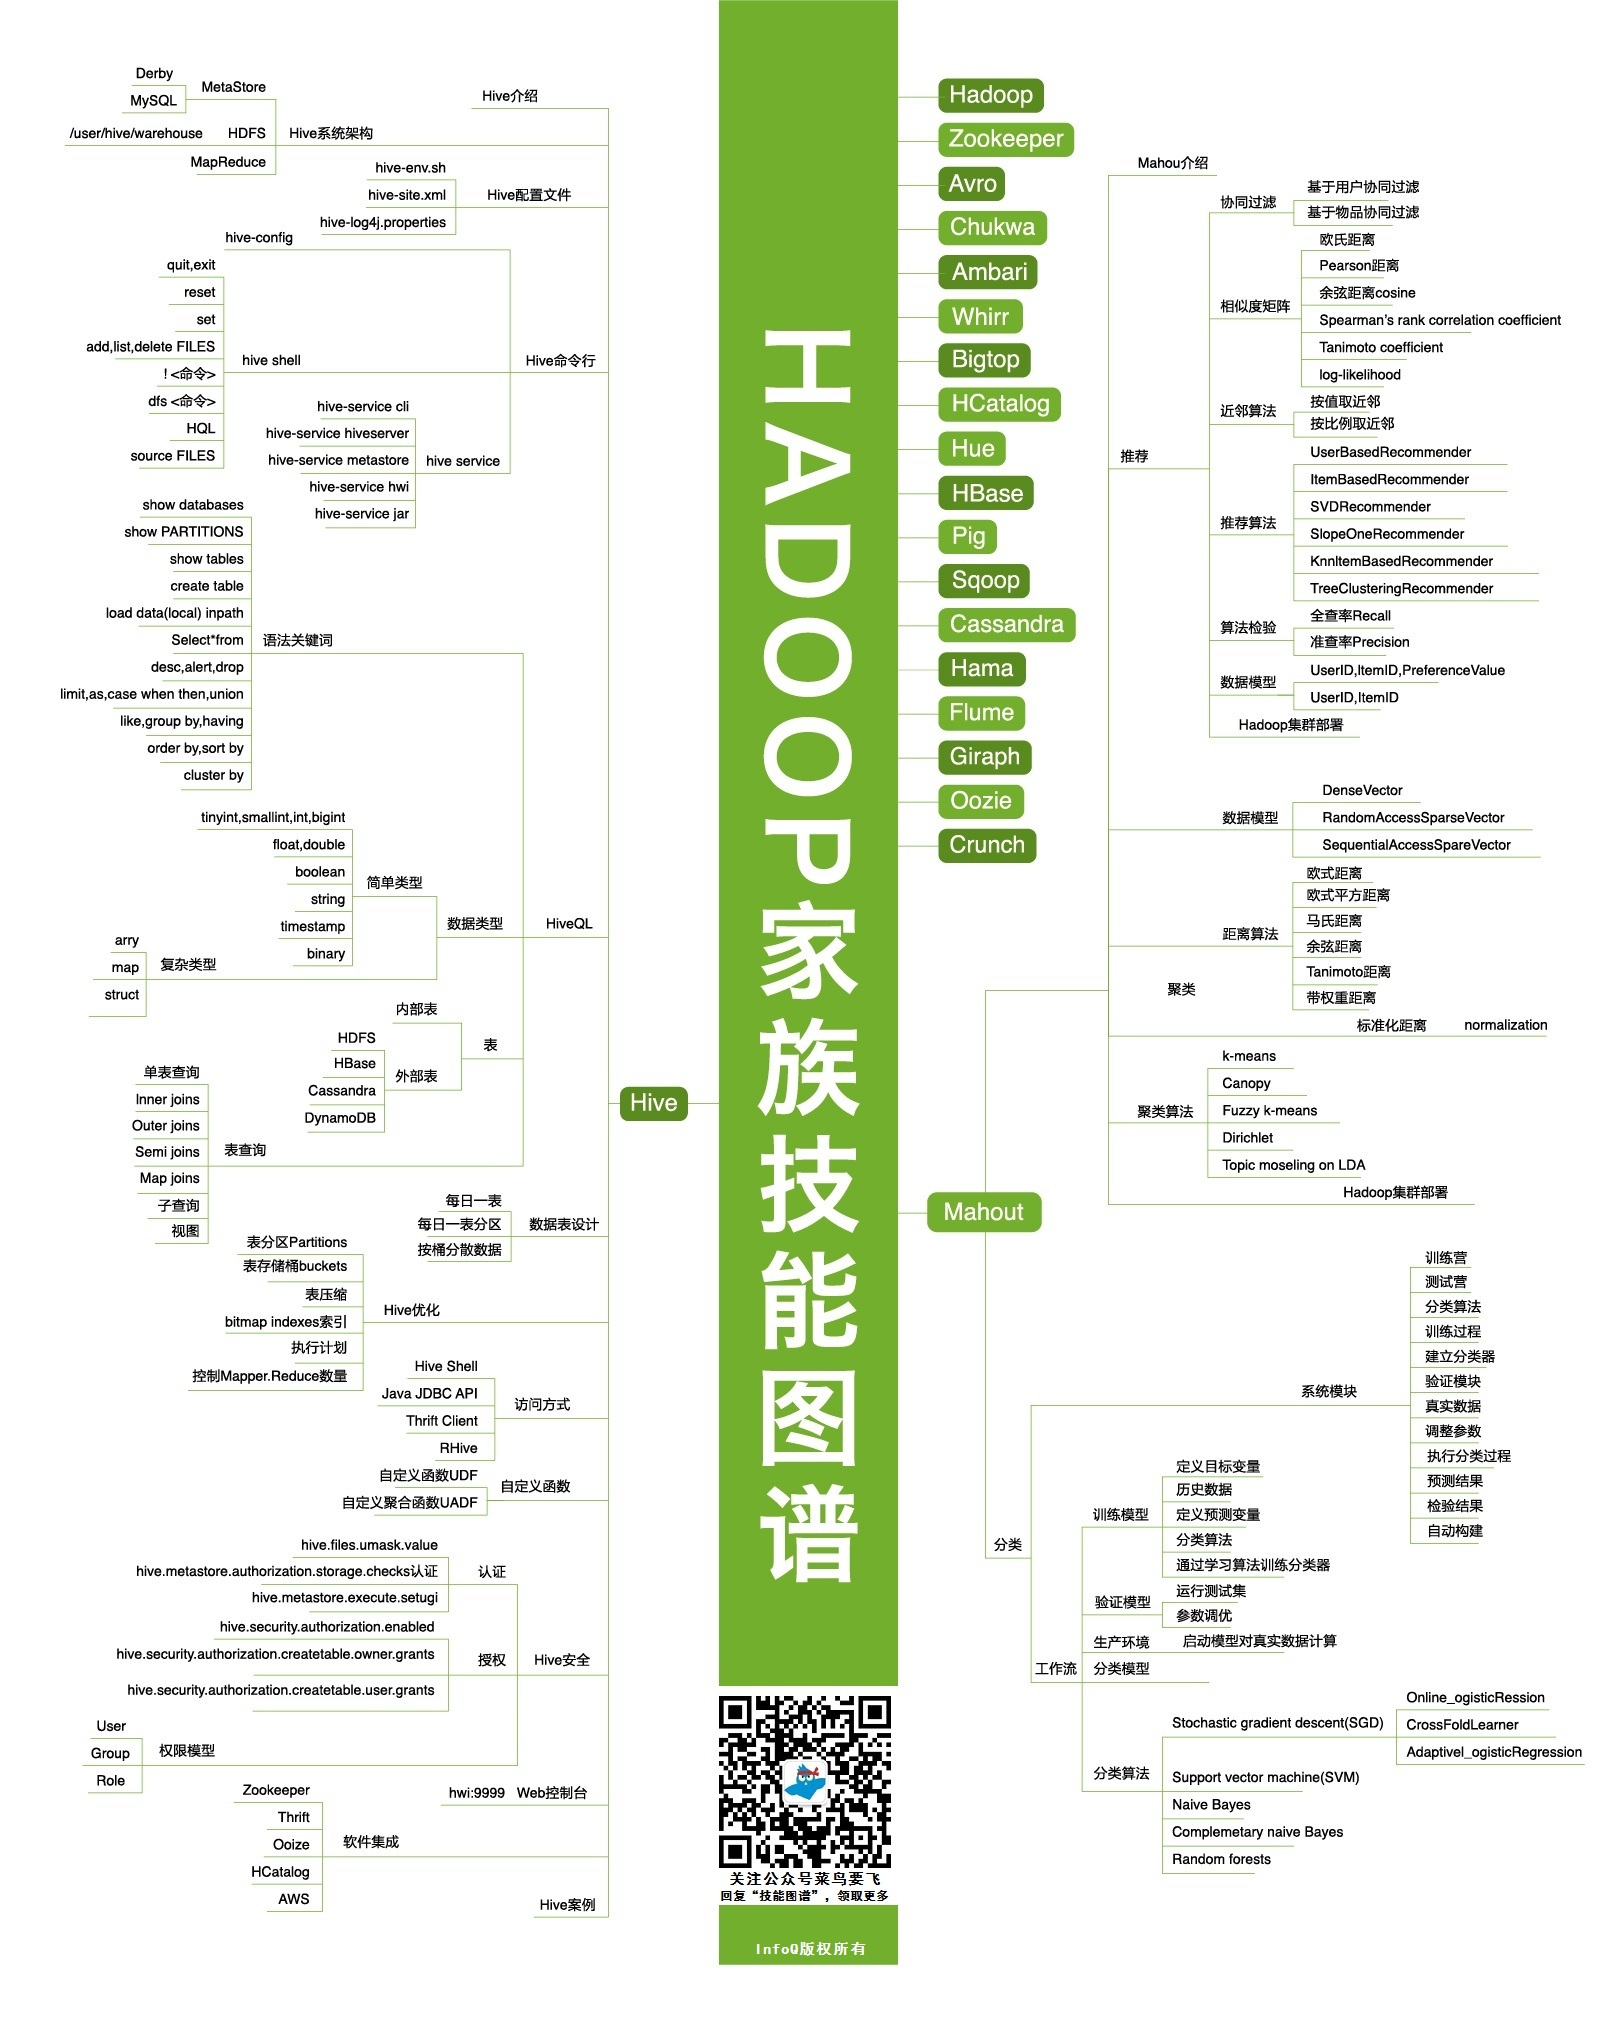 HADOOP家族技能图谱
Hive
Hive介绍
Hive系统架构
MetaStore
Derby
MySQL
HDFS
/user/hive/warehouse
MapReduce
Hive配置文件
hive-env.sh
hive-site.xml
hive-log4j.properties
Hive命令行
hive-config
hive shell
quit,exit
reset
set
add,list,delete FILES
! <命令>
dfs <命令>
HQL
source FILES
hive service
hive-service cli
hive-service hiveserver
hive-service metastore
hive-service hwi
hive-service jar
HiveQL
语法关键词
show databases
show PARTITIONS
show tables
create table
load data(local) inpath
Select*from
desc,alert,drop
limit,as,case when then,union
like,group by,having
order by,sort by
cluster by
数据类型
简单类型
tinyint,smallint,int,bigint
float,double
boolean
string
timestamp
binary
复杂类型
arry
map
struct
表
内部表
外部表
HDFS
HBase
Cassandra
DynamoDB
表查询
单表查询
Inner joins
Outer joins
Semi joins
Map joins
子查询
视图
数据表设计
每日一表
每日一表分区
按桶分散数据
Hive优化
表分区Partitions
表存储桶buckets
表压缩
bitmap indexes索引
执行计划
控制Mapper.Reduce数量
访问方式
Hive Shell
Java JDBC API
Thrift Client
RHive
自定义函数
自定义函数UDF
自定义聚合函数UADF
Hive安全
认证
hive.files.umask.value
hive.metastore.authorization.storage.checks认证
hive.metastore.execute.setugi
授权
hive.security.authorization.enabled
hive.security.authorization.createtable.owner.grants
hive.security.authorization.createtable.user.grants
权限模型
User
Group
Role
Web控制台
hwi:9999
软件集成
Zookeeper
Thrift
Ooize
HCatalog
AWS
Hive案例
Hadoop
Zookeeper
Avro
Chukwa
Ambari
Whirr
Bigtop
HCatalog
Hue
HBase
Pig
Sqoop
Cassandra
Hama
Flume
Giraph
Oozie
Crunch
Mahout
Mahou介绍
推荐
协同过滤
基于用户协同过滤
基于物品协同过滤
相似度矩阵
欧氏距离
Pearson距离
余弦距离cosine
Spearman's rank correlation coefficient
Tanimoto coefficient
log-likelihood
近邻算法
按值取近邻
按比例取近邻
推荐算法
UserBasedRecommender
ItemBasedRecommender
SVDRecommender
SlopeOneRecommender
KnnItemBasedRecommender
TreeClusteringRecommender
算法检验
全查率Recall
准查率Precision
数据模型
UserID,ItemID,PreferenceValue
UserID,ItemID
Hadoop集群部署
聚类
数据模型
DenseVector
RandomAccessSparseVector
SequentialAccessSpareVector
距离算法
欧式距离
欧式平方距离
马氏距离
余弦距离
Tanimoto距离
带权重距离
标准化距离
normalization
聚类算法
k-means
Canopy
Fuzzy k-means
Dirichlet
Topic moseling on LDA
Hadoop集群部署
分类
系统模块
训练营
测试营
分类算法
训练过程
建立分类器
验证模块
真实数据
调整参数
执行分类过程
预测结果
检验结果
自动构建
工作流
训练模型
定义目标变量
历史数据
定义预测变量
分类算法
通过学习算法训练分类器
验证模型
运行测试集
参数调优
生产环境
启动模型对真实数据计算
分类模型
分类算法
Stochastic gradient descent(SGD)
Online_ogisticRession
CrossFoldLearner
Adaptivel_ogisticRegression
Support vector machine(SVM)
Naive Bayes
Complemetary naive Bayes
Random forests
关注公众号菜鸟要飞
回复“技能图谱”，领取更多
InfoQ版权所有